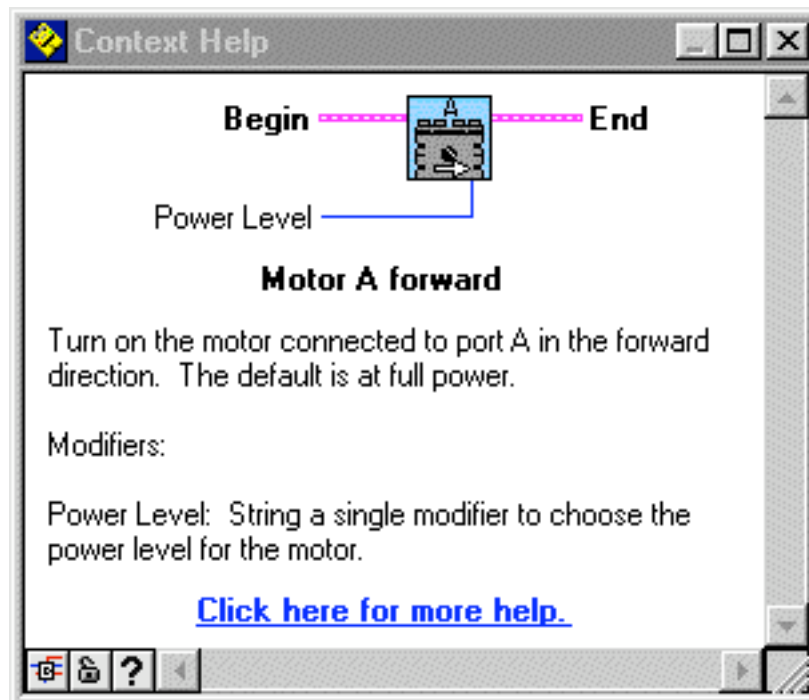 Context Help
A
Begin End
Power Level
Motor A forward
Turn on the motor connected to port A in the forward
direction.  The default is at full power.
Modifiers:
Power Level:  String a single modifier to choose the
power level for the motor.
Click here for more help.
?